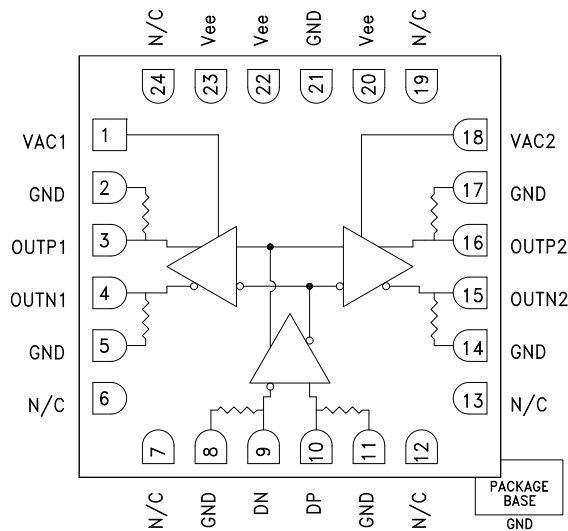 N/C
Vee
Vee
GND
Vee
N/C
24
23
22
21
20
19
VAC1
1
18
VAC2
GND
2
17
GND
OUTP1
3
16
OUTP2
OUTN1
4
15
OUTN2
GND
5
14
GND
N/C
6
13
N/C
7
8
9
10
11
12
N/C
GND
DN
DP
GND
N/C
PACKAGE
BASE
GND